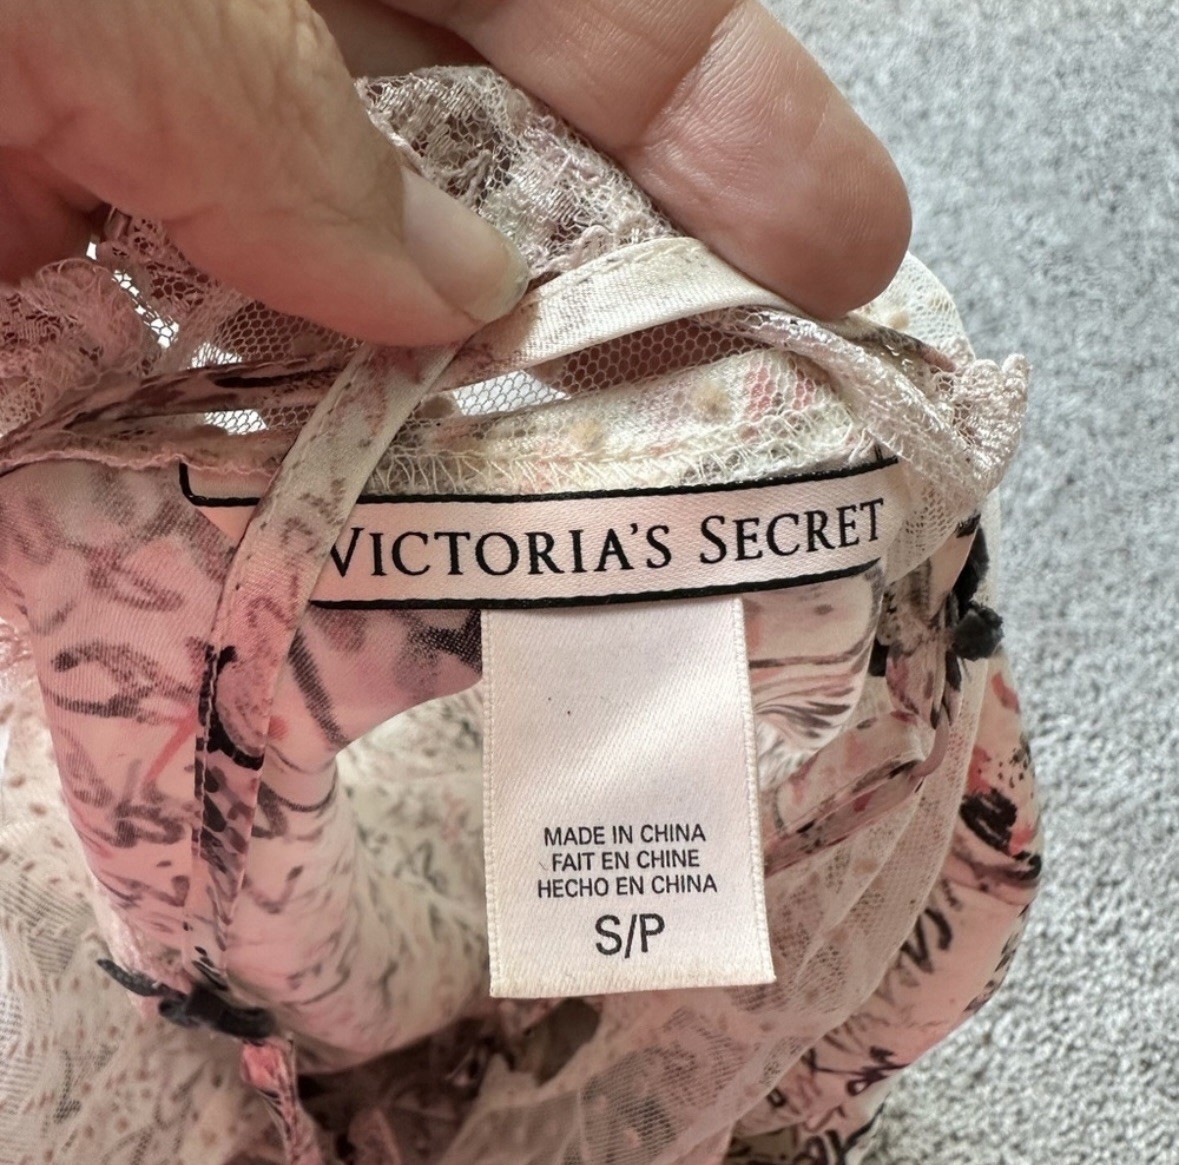 VICTORIA'S SECRET
MADE IN CHINA
FAIT EN CHINE
HECHO EN CHINA
S/P